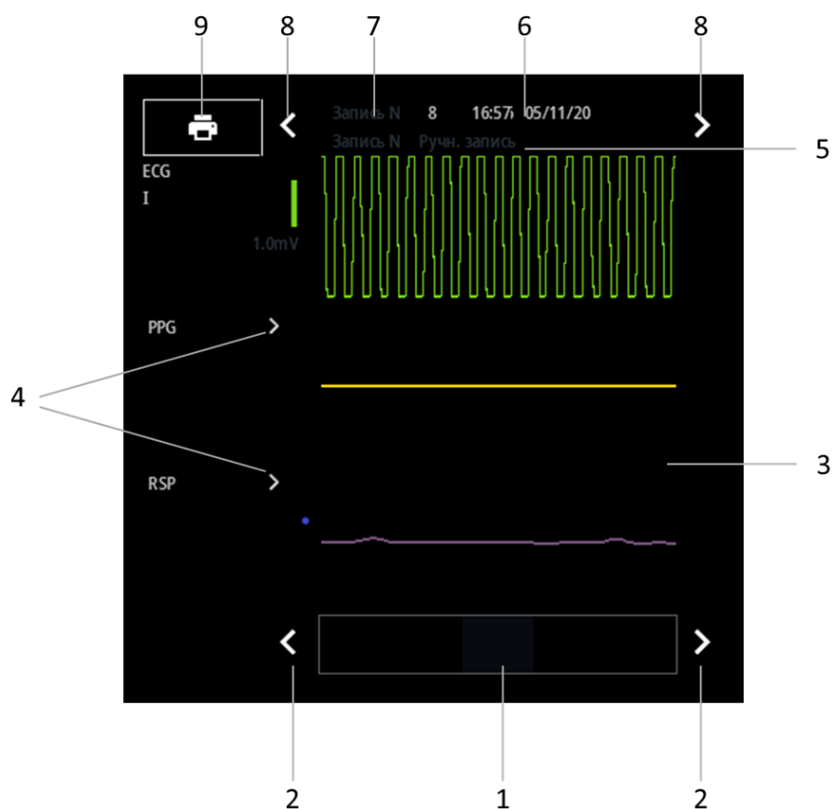 9 8 7 6 8
Запись N 8 16:57 05/11/20
Запись N Ручн. запись
5
ECG
I
1.0mV
PPG
4
3
RSP
2 1 2